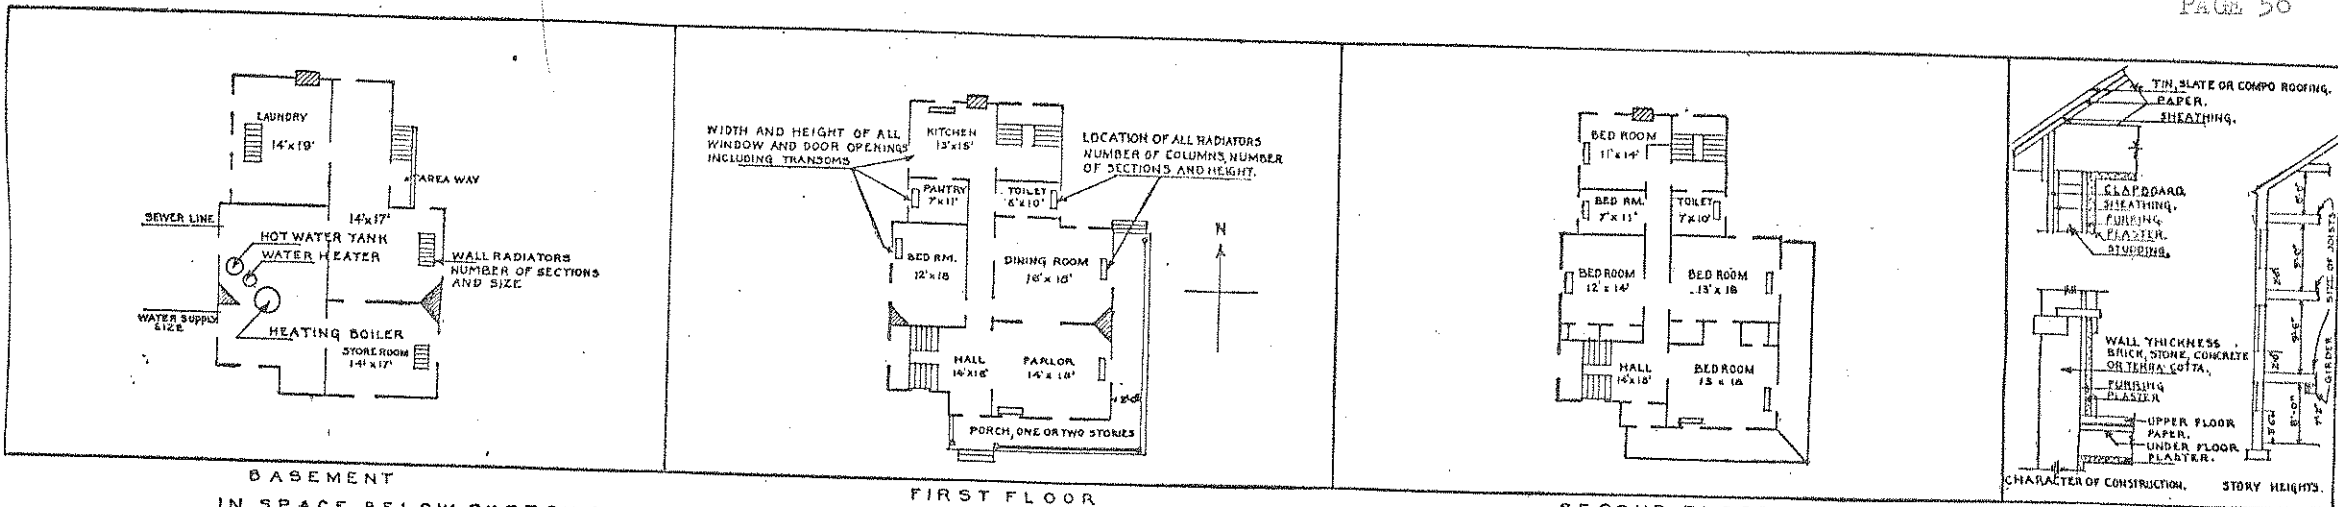 PAGE 56
LAUNDRY
14'x19'
AREA WAY
SEWER LINE
14'x17'
HOT WATER TANK
WATER HEATER
WALL RADIATORS
NUMBER OF SECTIONS
AND SIZE
WATER SUPPLY
SIZE
HEATING BOILER
STORE ROOM
14'x17'
BASEMENT
WIDTH AND HEIGHT OF ALL
WINDOW AND DOOR OPENINGS
INCLUDING TRANSOMS
KITCHEN
13'x15'
LOCATION OF ALL RADIATORS
NUMBER OF COLUMNS, NUMBER
OF SECTIONS AND HEIGHT.
PANTRY
7'x11'
TOILET
6'x10'
BED RM.
12'x18
DINING ROOM
16'x18'
N
HALL
14'x18'
PARLOR
14'x18'
PORCH, ONE OR TWO STORIES
FIRST FLOOR
BED ROOM
11'x14'
BED RM.
7'x11'
TOILET
7x10'
BED ROOM
12'x14'
BED ROOM
13'x18
HALL
14'x18'
BED ROOM
13x18
TIN, SLATE OR COMPO ROOFING.
PAPER.
SHEATHING.
CLAPBOARD.
SHEATHING.
FURRING.
PLASTER.
STUDDING.
WALL THICKNESS
BRICK, STONE, CONCRETE
OR TERRA-COTTA.
FURRING
PLASTER
UPPER FLOOR
PAPER.
UNDER FLOOR
PLASTER.
GIRDER SIZE OF JOISTS
8'-0"
CHARACTER OF CONSTRUCTION.
STORY HEIGHTS.